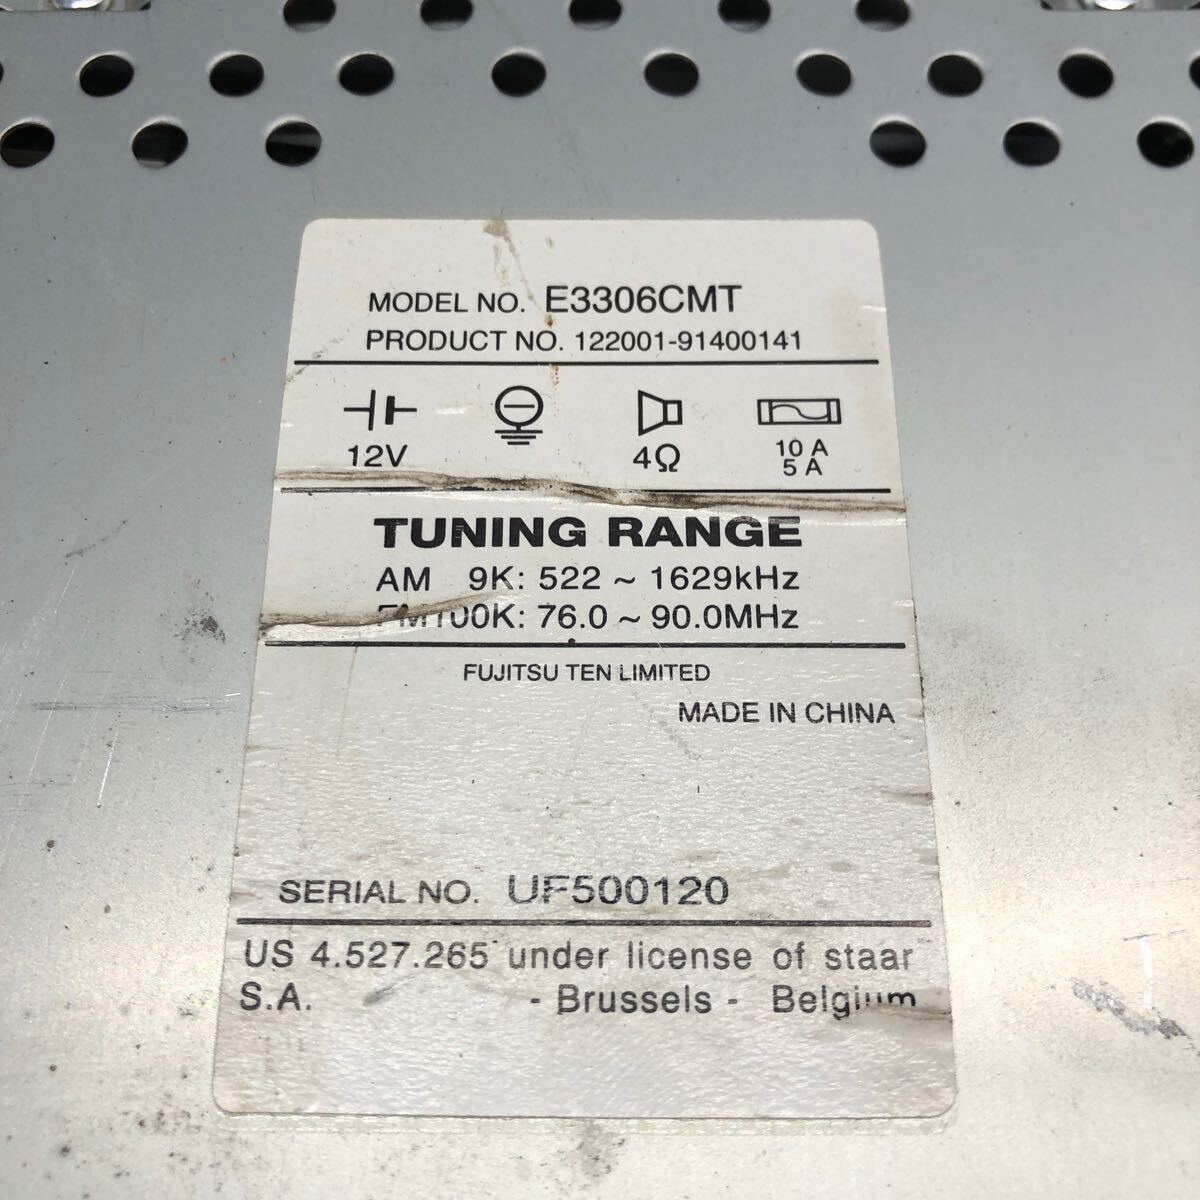 MODEL NO. E3306CMT
PRODUCT NO. 122001-91400141
12V 4Ω 10 A
5 A
TUNING RANGE
AM 9K: 522 ~ 1629kHz
FM100K: 76.0 ~ 90.0MHz
FUJITSU TEN LIMITED
MADE IN CHINA
SERIAL NO. UF500120
US 4.527.265 under license of staar
S.A. - Brussels - Belgium